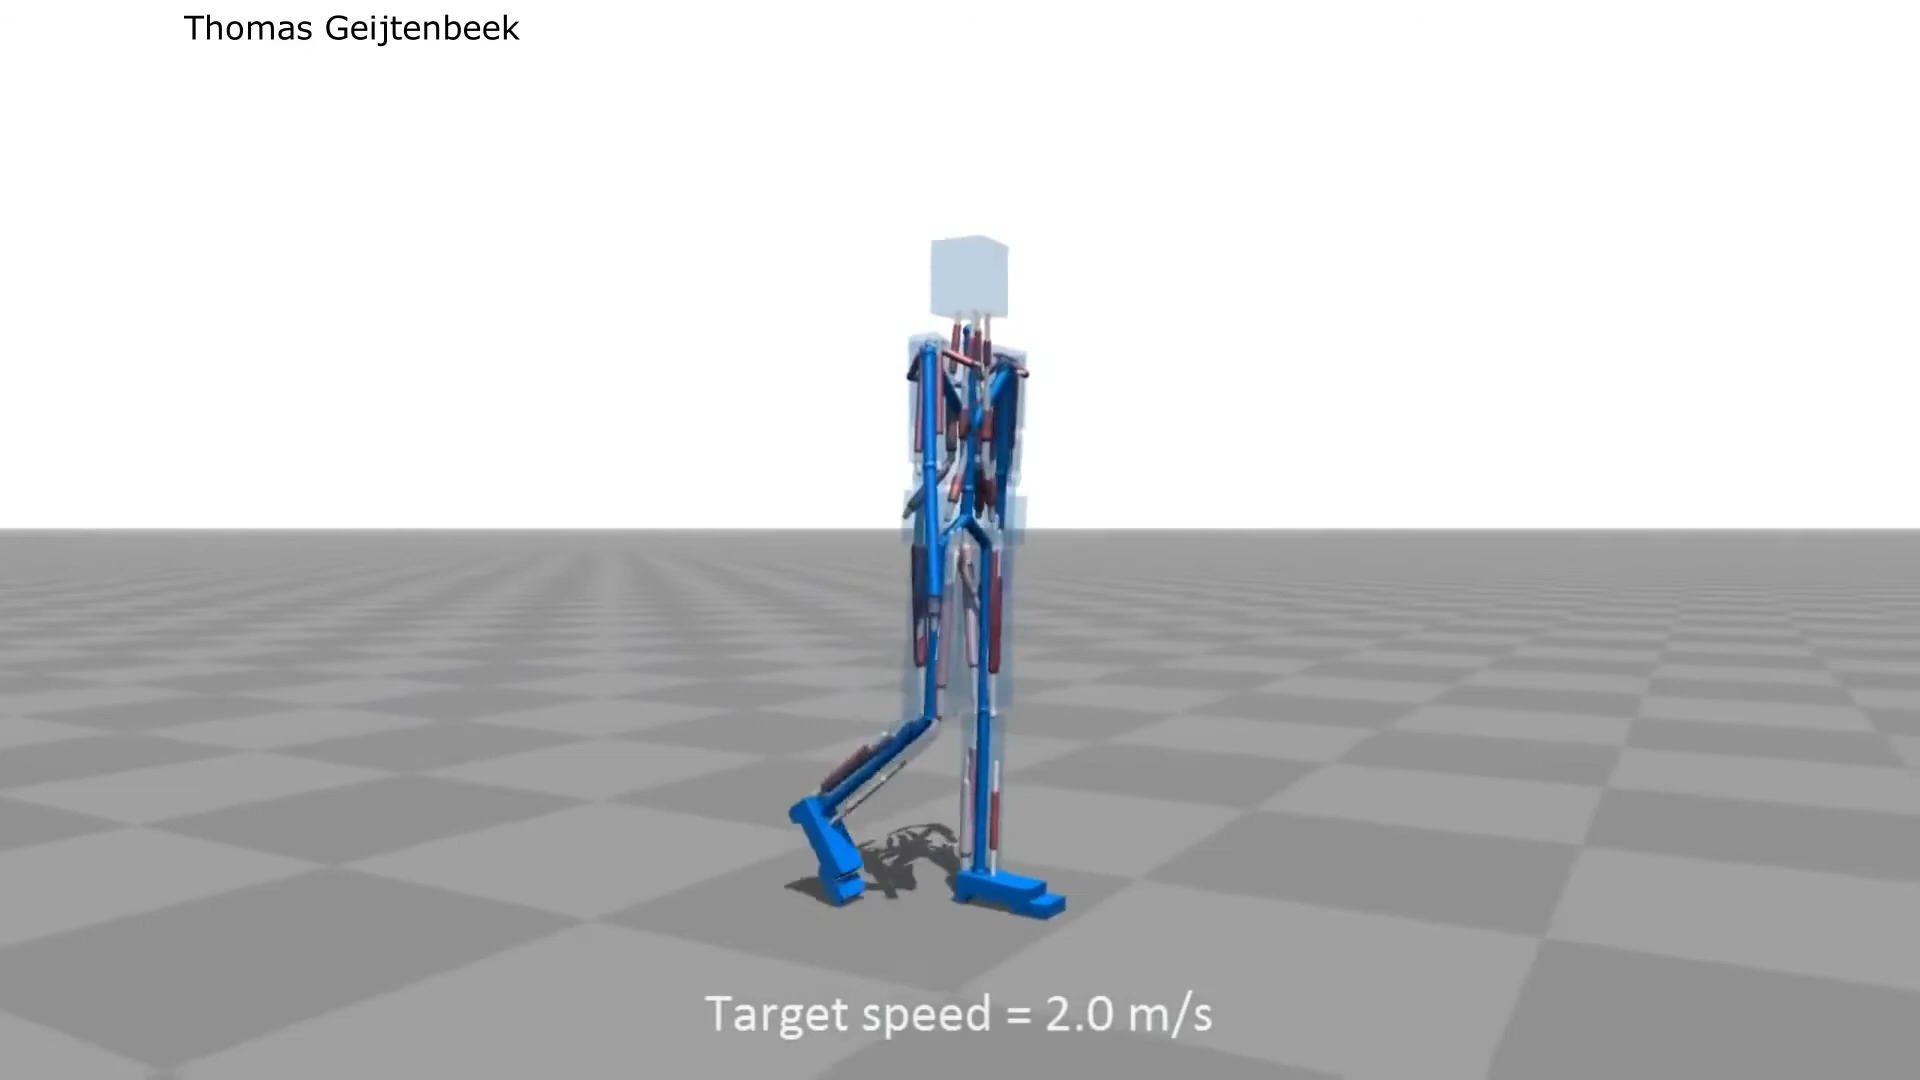 Thomas Geijtenbeek
Target speed = 2.0 m/s